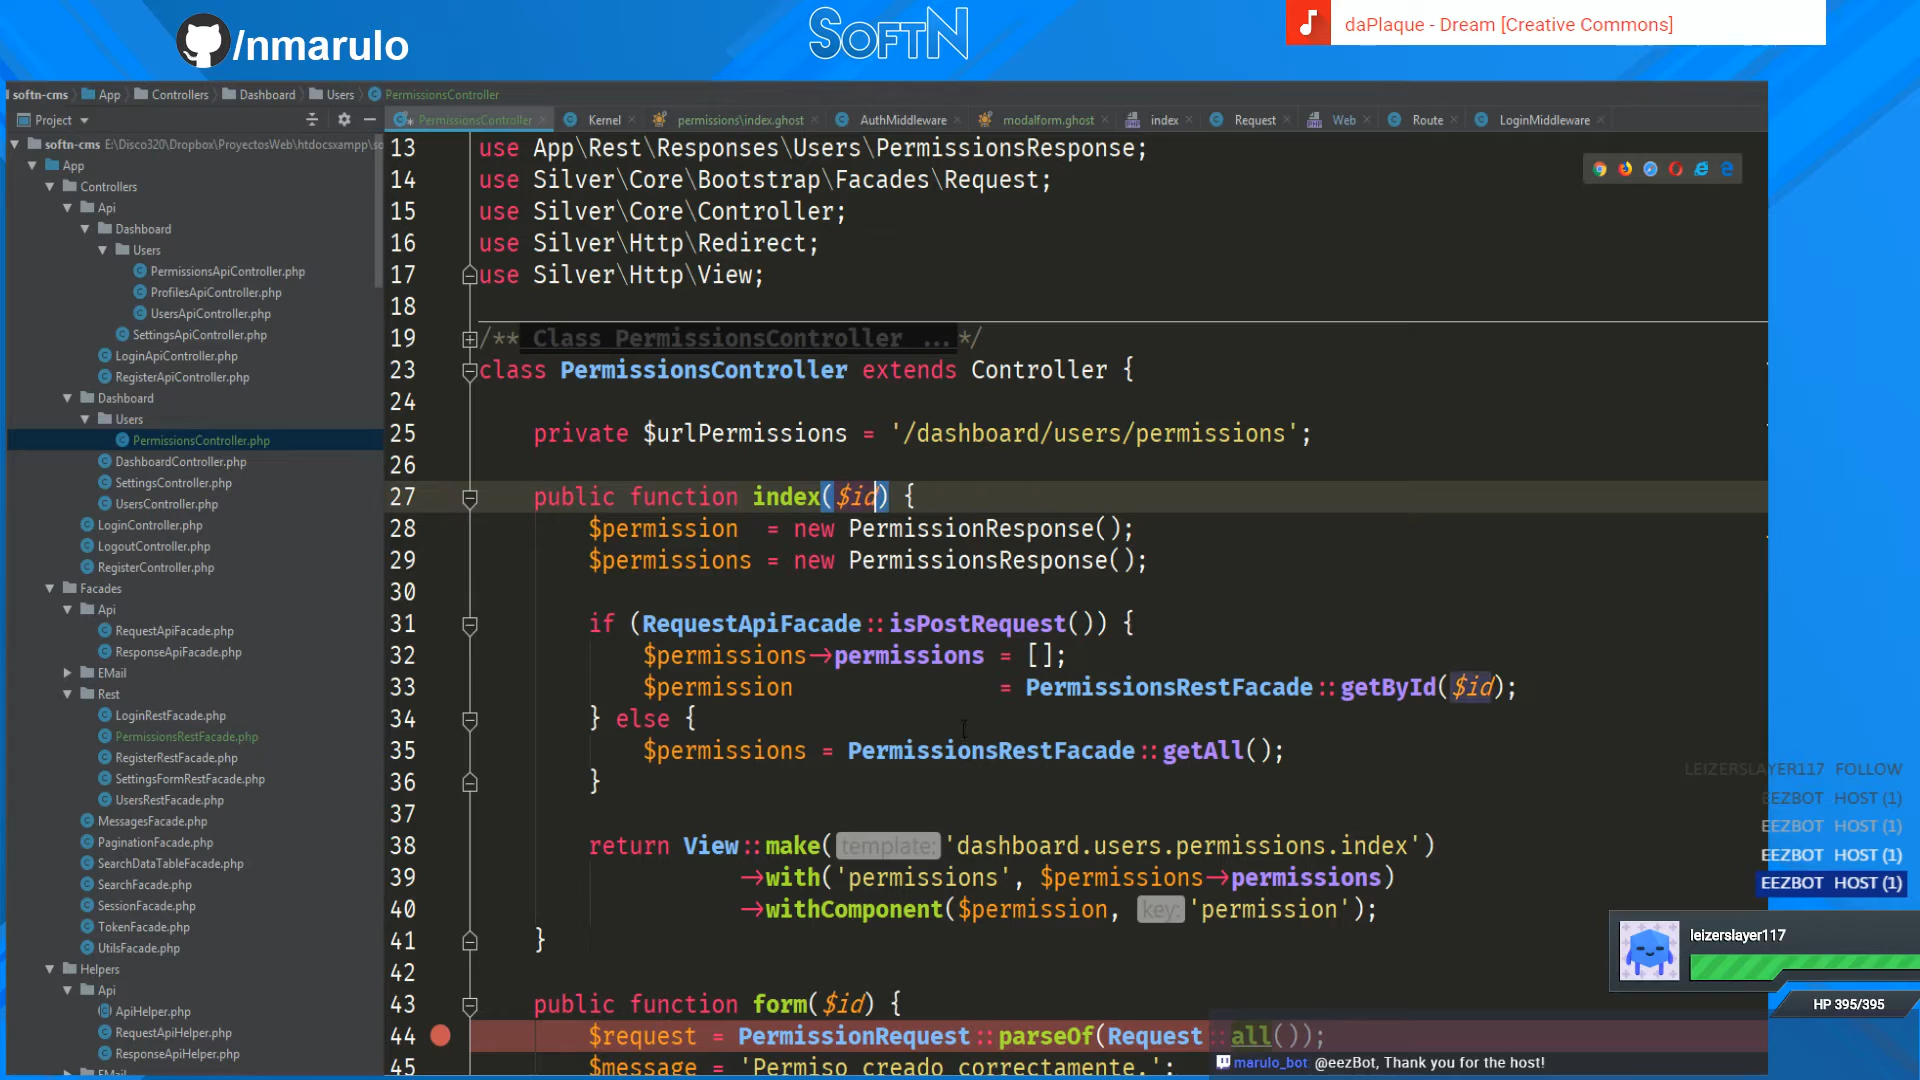 /nmarulo
SOFTN
daPlaque - Dream [Creative Commons]
softn-cms App Controllers Dashboard Users PermissionsController
Project
PermissionsController Kernel permissions\index.ghost AuthMiddleware modalform.ghost index Request Web Route LoginMiddleware
softn-cms E:\Disco320\Dropbox\ProyectosWeb\htdocsxampp\so
App
Controllers
Api
Dashboard
Users
PermissionsApiController.php
ProfilesApiController.php
UsersApiController.php
SettingsApiController.php
LoginApiController.php
RegisterApiController.php
Dashboard
Users
PermissionsController.php
DashboardController.php
SettingsController.php
UsersController.php
LoginController.php
LogoutController.php
RegisterController.php
Facades
Api
RequestApiFacade.php
ResponseApiFacade.php
EMail
Rest
LoginRestFacade.php
PermissionsRestFacade.php
RegisterRestFacade.php
SettingsFormRestFacade.php
UsersRestFacade.php
MessagesFacade.php
PaginationFacade.php
SearchDataTableFacade.php
SearchFacade.php
SessionFacade.php
TokenFacade.php
UtilsFacade.php
Helpers
Api
ApiHelper.php
RequestApiHelper.php
ResponseApiHelper.php
EMail
13 use App\Rest\Responses\Users\PermissionsResponse;
14 use Silver\Core\Bootstrap\Facades\Request;
15 use Silver\Core\Controller;
16 use Silver\Http\Redirect;
17 use Silver\Http\View;
18
19 /** Class PermissionsController ...*/
23 class PermissionsController extends Controller {
24
25 private $urlPermissions = '/dashboard/users/permissions';
26
27 public function index($id) {
28 $permission = new PermissionResponse();
29 $permissions = new PermissionsResponse();
30
31 if (RequestApiFacade::isPostRequest()) {
32 $permissions->permissions = [];
33 $permission = PermissionsRestFacade::getById($id);
34 } else {
35 $permissions = PermissionsRestFacade::getAll();
36 }
37
38 return View::make( template: 'dashboard.users.permissions.index')
39 ->with('permissions', $permissions->permissions)
40 ->withComponent($permission, key: 'permission');
41 }
42
43 public function form($id) {
44 $request = PermissionRequest::parseOf(Request::all());
45 $message = 'Permiso creado correctamente.';
LEIZERSLAYER117 FOLLOW
EEZBOT HOST (1)
EEZBOT HOST (1)
EEZBOT HOST (1)
EEZBOT HOST (1)
leizerslayer117
HP 395/395
marulo_bot: @eezBot, Thank you for the host!